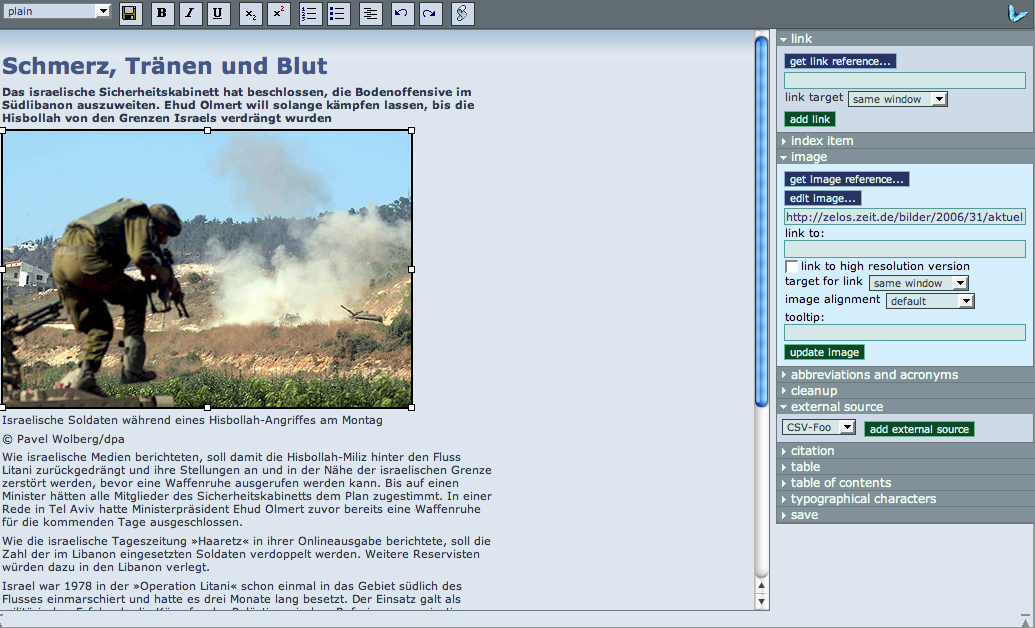 plain
B I U x2 x2
Schmerz, Tränen und Blut
Das israelische Sicherheitskabinett hat beschlossen, die Bodenoffensive im
Südlibanon auszuweiten. Ehud Olmert will solange kämpfen lassen, bis die
Hisbollah von den Grenzen Israels verdrängt wurden
Israelische Soldaten während eines Hisbollah-Angriffes am Montag
© Pavel Wolberg/dpa
Wie israelische Medien berichteten, soll damit die Hisbollah-Miliz hinter den Fluss
Litani zurückgedrängt und ihre Stellungen an und in der Nähe der israelischen Grenze
zerstört werden, bevor eine Waffenruhe ausgerufen werden kann. Bis auf einen
Minister hätten alle Mitglieder des Sicherheitskabinetts dem Plan zugestimmt. In einer
Rede in Tel Aviv hatte Ministerpräsident Ehud Olmert zuvor bereits eine Waffenruhe
für die kommenden Tage ausgeschlossen.
Wie die israelische Tageszeitung »Haaretz« in ihrer Onlineausgabe berichtete, soll die
Zahl der im Libanon eingesetzten Soldaten verdoppelt werden. Weitere Reservisten
würden dazu in den Libanon verlegt.
Israel war 1978 in der »Operation Litani« schon einmal in das Gebiet südlich des
Flusses einmarschiert und hatte es drei Monate lang besetzt. Der Einsatz galt als
link
get link reference...
link target same window
add link
index item
image
get image reference...
edit image...
http://zelos.zeit.de/bilder/2006/31/aktuel
link to:
link to high resolution version
target for link same window
image alignment default
tooltip:
update image
abbreviations and acronyms
cleanup
external source
CSV-Foo add external source
citation
table
table of contents
typographical characters
save